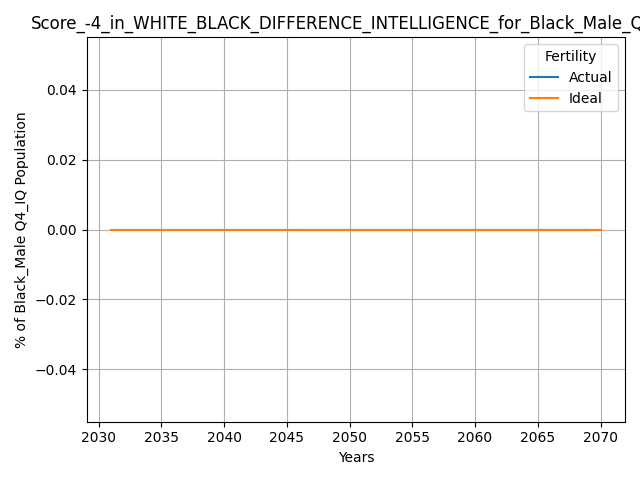 Score_-4_in_WHITE_BLACK_DIFFERENCE_INTELLIGENCE_for_Black_Male_Q
Fertility
Actual
Ideal
% of Black_Male Q4_IQ Population
0.04
0.02
0.00
−0.02
−0.04
2030 2035 2040 2045 2050 2055 2060 2065 2070
Years